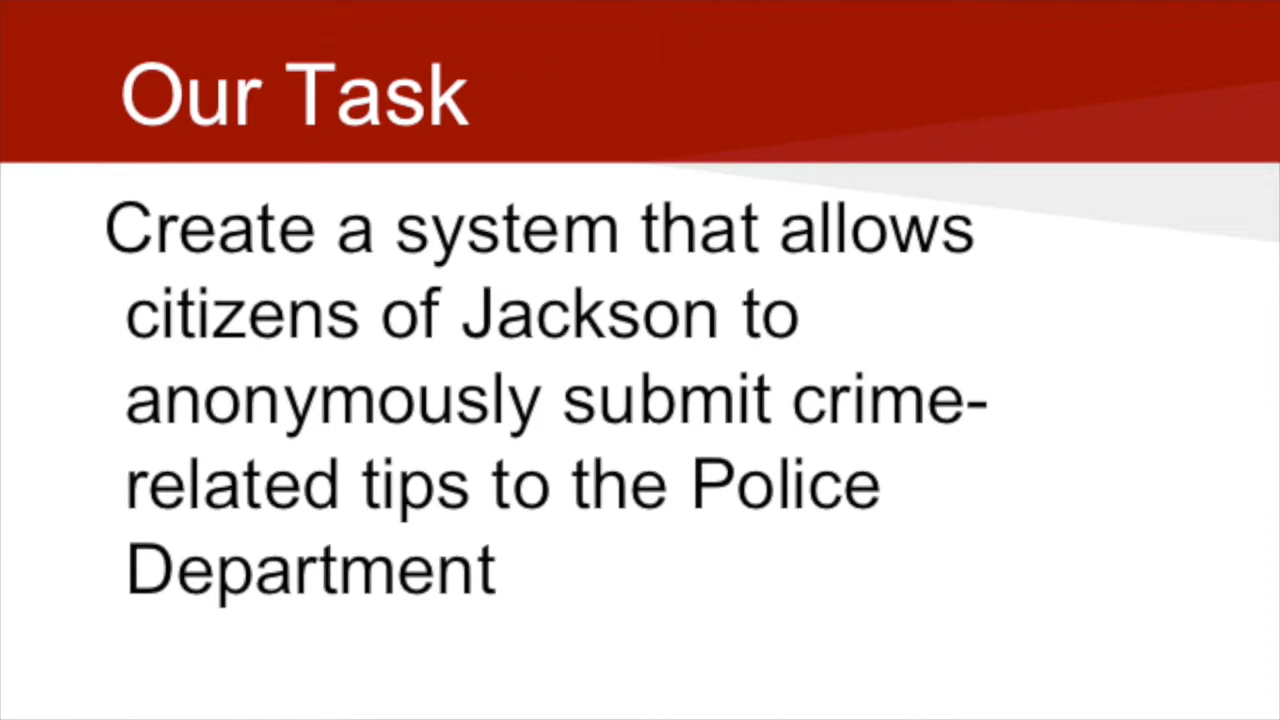 Our Task
Create a system that allows
citizens of Jackson to
anonymously submit crime-
related tips to the Police
Department